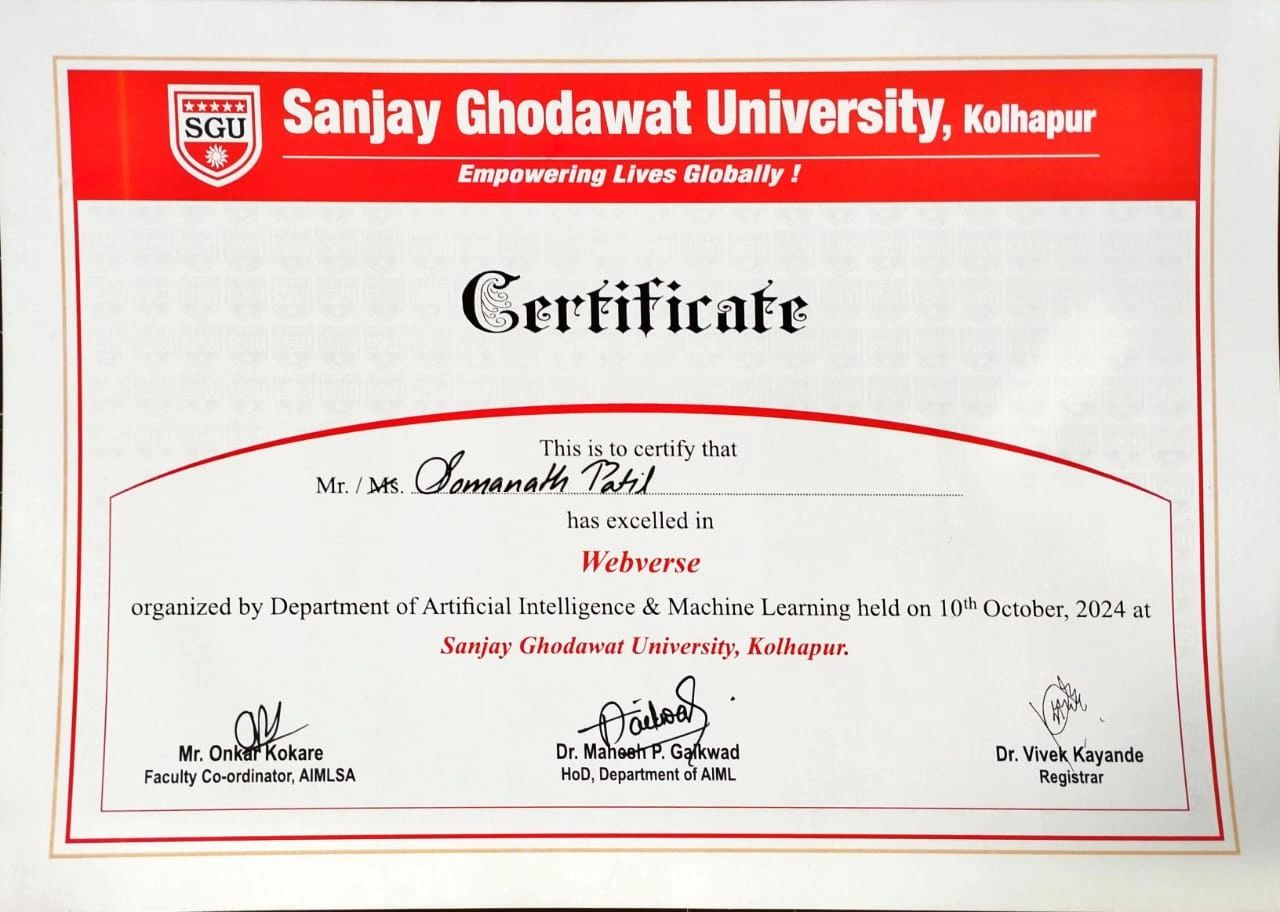 SGU
Sanjay Ghodawat University, Kolhapur
Empowering Lives Globally !
Certificate
This is to certify that
Mr. / Ms. Somanath Patil
has excelled in
Webverse
organized by Department of Artificial Intelligence & Machine Learning held on 10th October, 2024 at
Sanjay Ghodawat University, Kolhapur.
Mr. Onkar Kokare
Faculty Co-ordinator, AIMLSA
Dr. Mahesh P. Gaikwad
HoD, Department of AIML
Dr. Vivek Kayande
Registrar